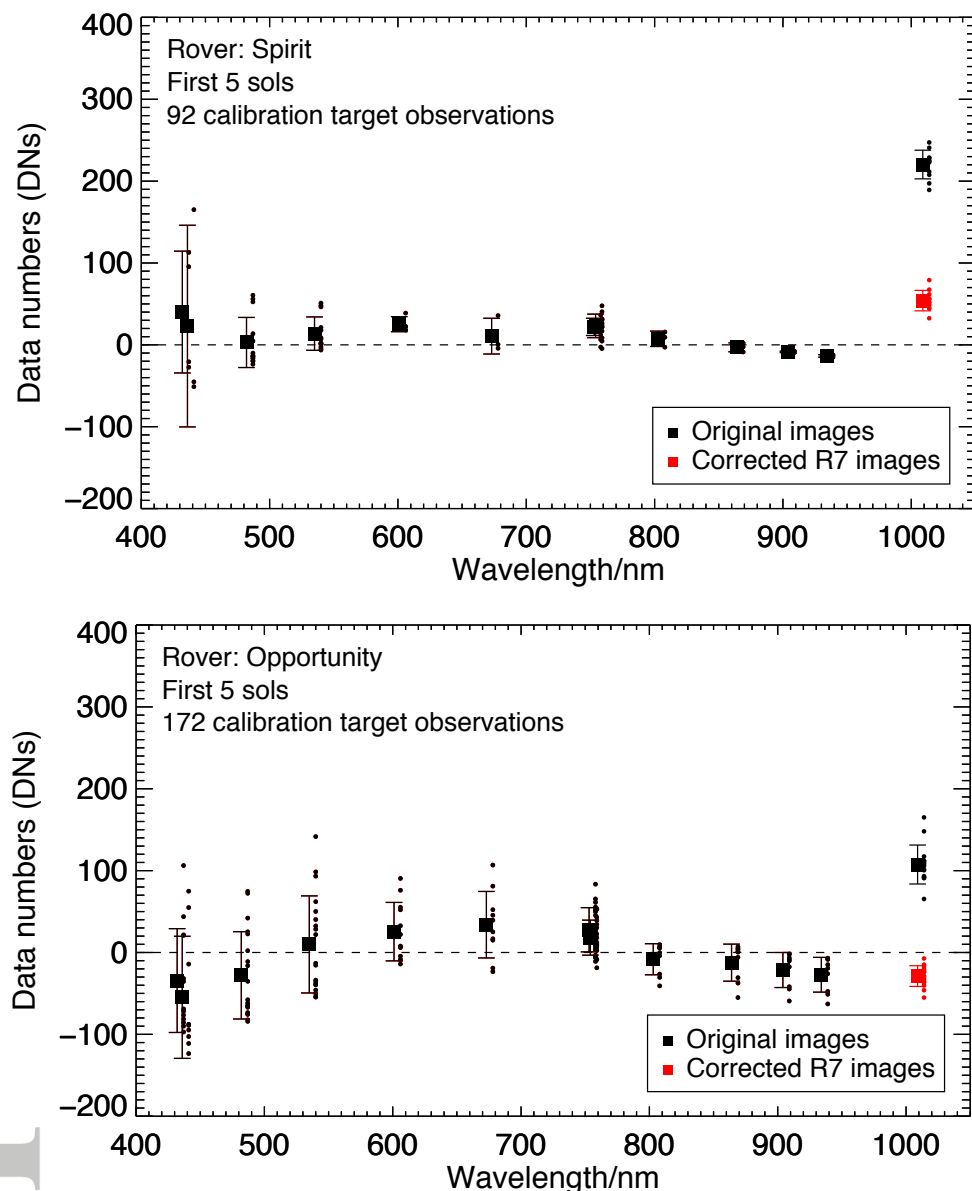 400
Rover: Spirit
First 5 sols
92 calibration target observations
300
200
100
0
−100
−200
Data numbers (DNs)
Original images
Corrected R7 images
400 500 600 700 800 900 1000
Wavelength/nm
400
Rover: Opportunity
First 5 sols
172 calibration target observations
300
200
100
0
−100
−200
Data numbers (DNs)
Original images
Corrected R7 images
400 500 600 700 800 900 1000
Wavelength/nm